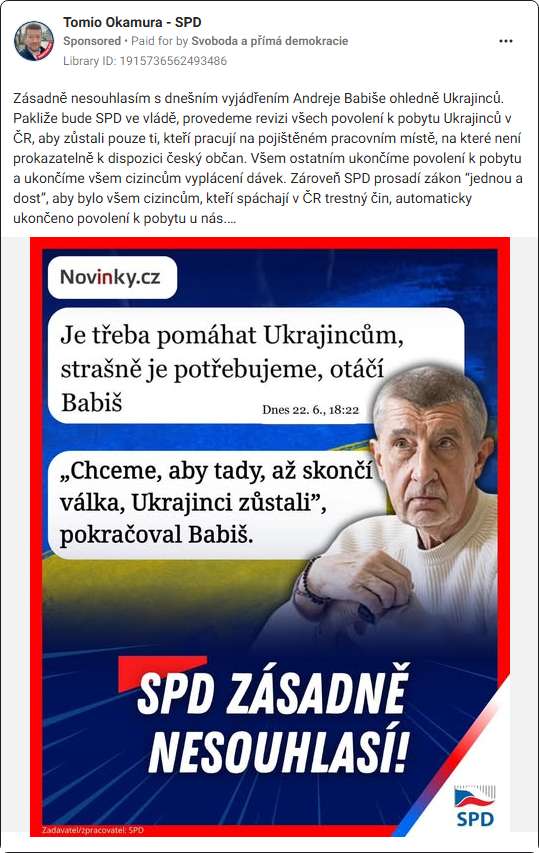 Tomio Okamura - SPD
Sponsored • Paid for by Svoboda a přímá demokracie
Library ID: 1915736562493486
Zásadně nesouhlasím s dnešním vyjádřením Andreje Babiše ohledně Ukrajinců.
Pakliže bude SPD ve vládě, provedeme revizi všech povolení k pobytu Ukrajinců v
ČR, aby zůstali pouze ti, kteří pracují na pojištěném pracovním místě, na které není
prokazatelně k dispozici český občan. Všem ostatním ukončíme povolení k pobytu
a ukončíme všem cizincům vyplácení dávek. Zároveň SPD prosadí zákon “jednou a
dost”, aby bylo všem cizincům, kteří spáchají v ČR trestný čin, automaticky
ukončeno povolení k pobytu u nás....
Novinky.cz
Je třeba pomáhat Ukrajincům,
strašně je potřebujeme, otáčí
Babiš
Dnes 22. 6., 18:22
„Chceme, aby tady, až skončí
válka, Ukrajinci zůstali”,
pokračoval Babiš.
SPD ZÁSADNĚ
NESOUHLASÍ!
SPD
Zadavatel/zpracovatel: SPD